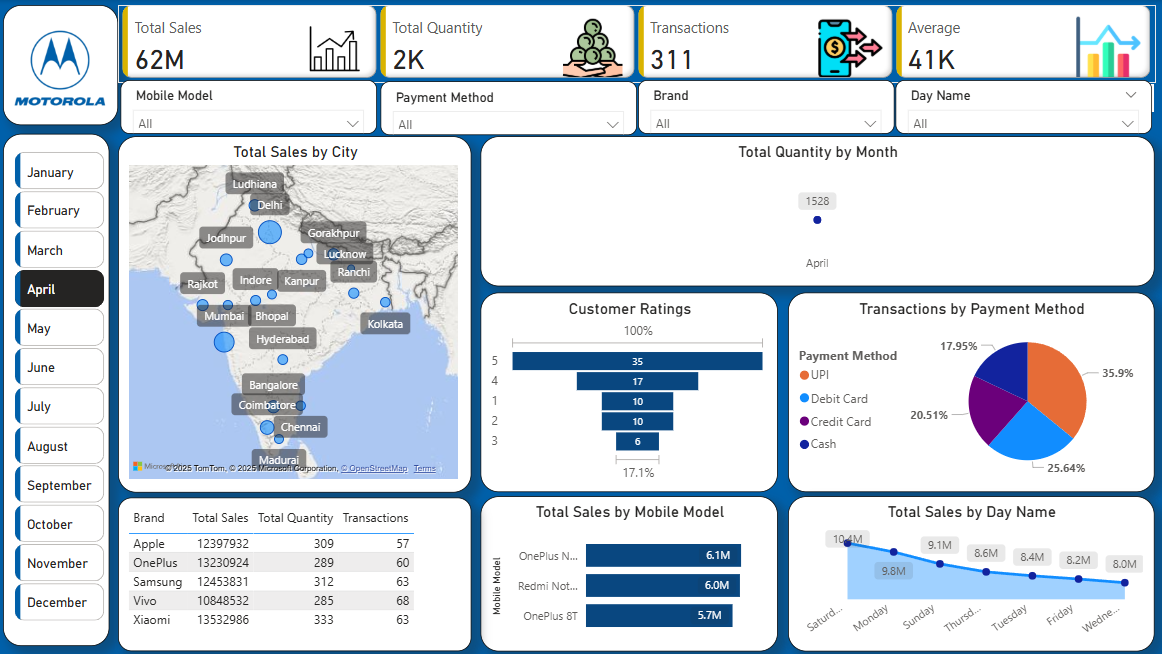 MOTOROLA
Total Sales
62M
Total Quantity
2K
Transactions
311
Average
41K
Mobile Model
All
Payment Method
All
Brand
All
Day Name
All
January
February
March
April
May
June
July
August
September
October
November
December
Total Sales by City
Ludhiana
Delhi
Jodhpur
Gorakhpur
Lucknow
Ranchi
Rajkot
Indore
Kanpur
Mumbai
Bhopal
Kolkata
Hyderabad
Bangalore
Coimbatore
Chennai
Madurai
© 2025 TomTom, © 2025 Microsoft Corporation, © OpenStreetMap Terms
Total Quantity by Month
1528
April
Customer Ratings
100%
5 35
4 17
1 10
2 10
3 6
17.1%
Transactions by Payment Method
Payment Method
UPI
Debit Card
Credit Card
Cash
17.95%
35.9%
20.51%
25.64%
Brand Total Sales Total Quantity Transactions
Apple 12397932 309 57
OnePlus 13230924 289 60
Samsung 12453831 312 63
Vivo 10848532 285 68
Xiaomi 13532986 333 63
Total Sales by Mobile Model
Mobile Model
OnePlus N... 6.1M
Redmi Not... 6.0M
OnePlus 8T 5.7M
Total Sales by Day Name
10.4M
9.8M
9.1M
8.6M
8.4M
8.2M
8.0M
Saturd...
Monday
Sunday
Thursd...
Tuesday
Friday
Wedne...